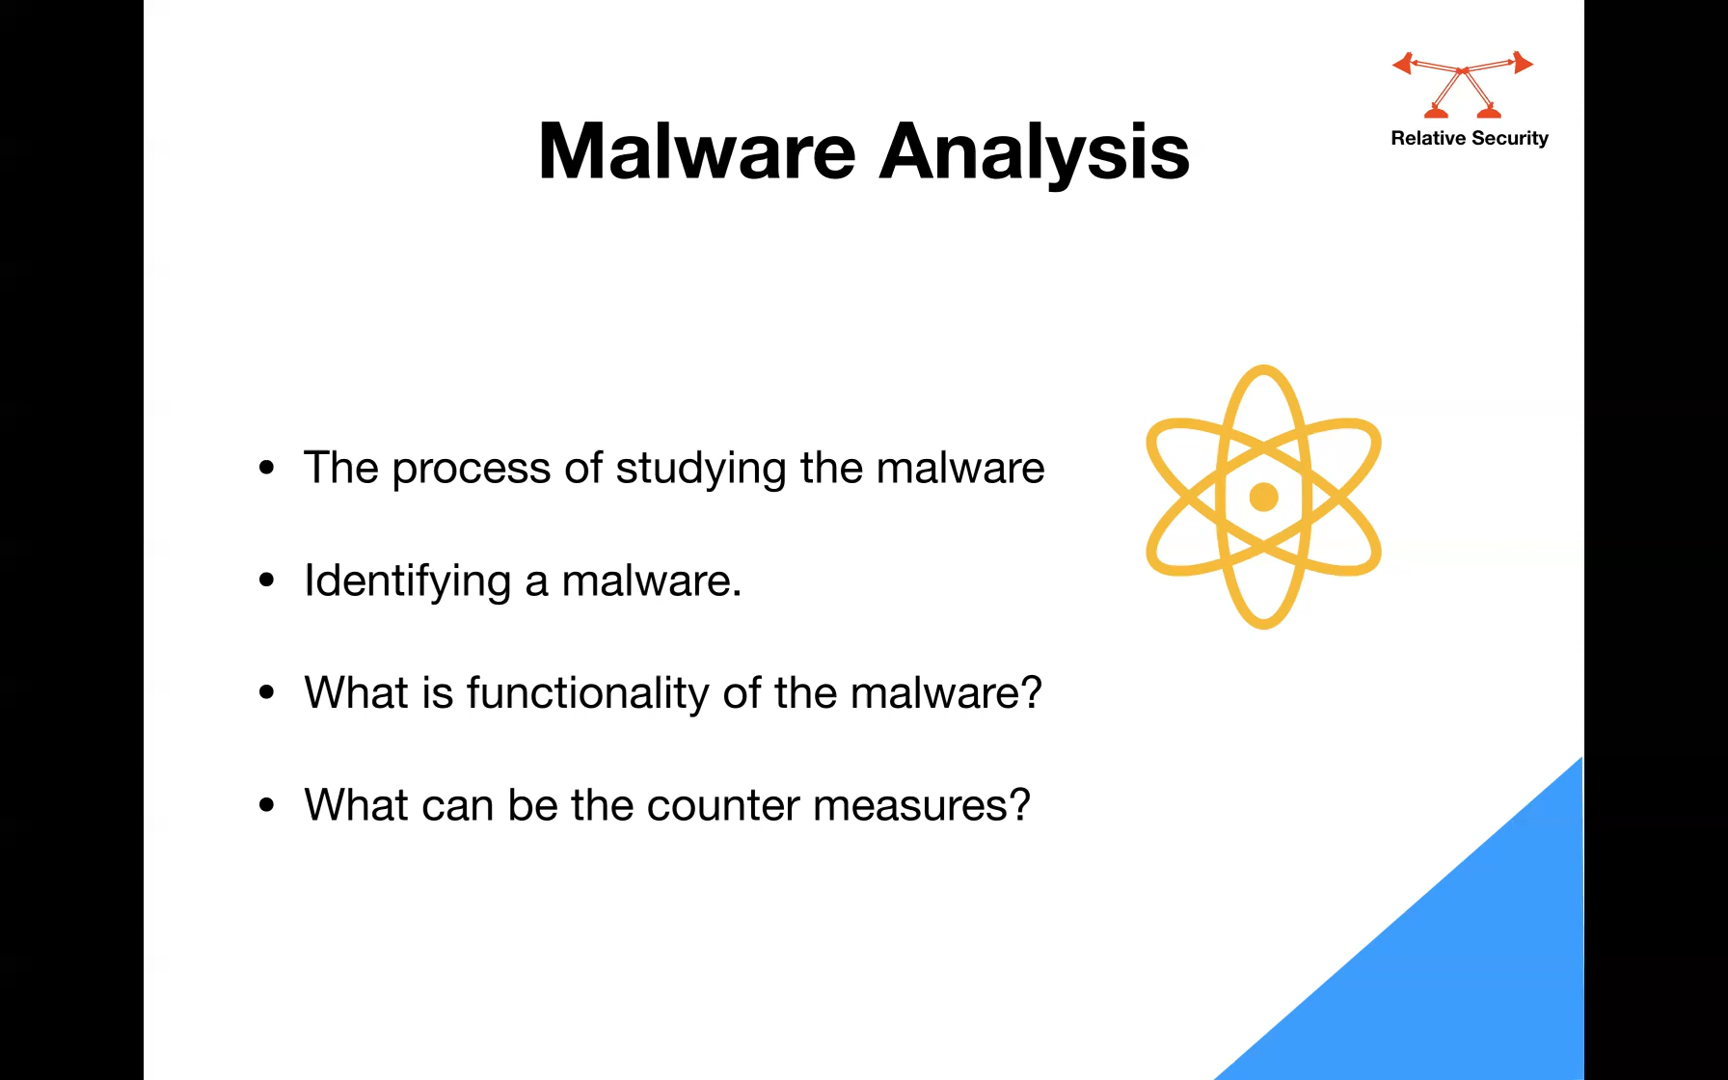 Relative Security
Malware Analysis
• The process of studying the malware
• Identifying a malware.
• What is functionality of the malware?
• What can be the counter measures?